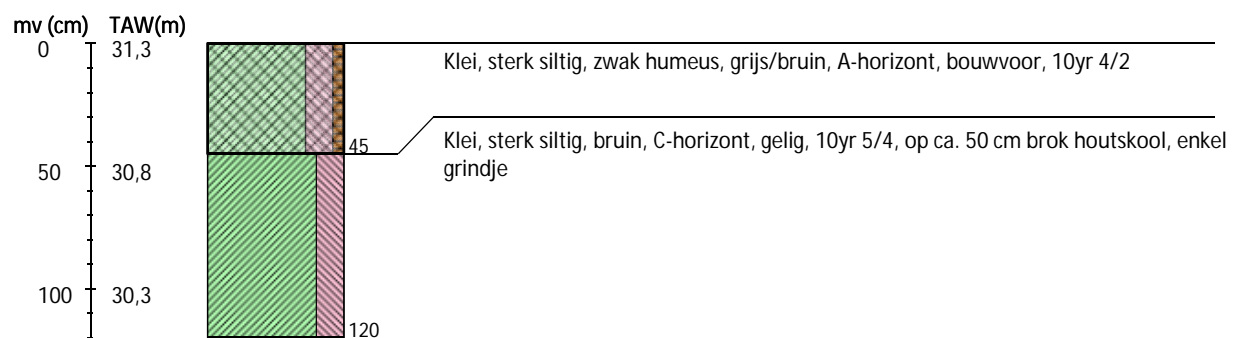 mv (cm) TAW(m)
0 31,3
Klei, sterk siltig, zwak humeus, grijs/bruin, A-horizont, bouwvoor, 10yr 4/2
45
Klei, sterk siltig, bruin, C-horizont, gelig, 10yr 5/4, op ca. 50 cm brok houtskool, enkel
grindje
50 30,8
100 30,3
120